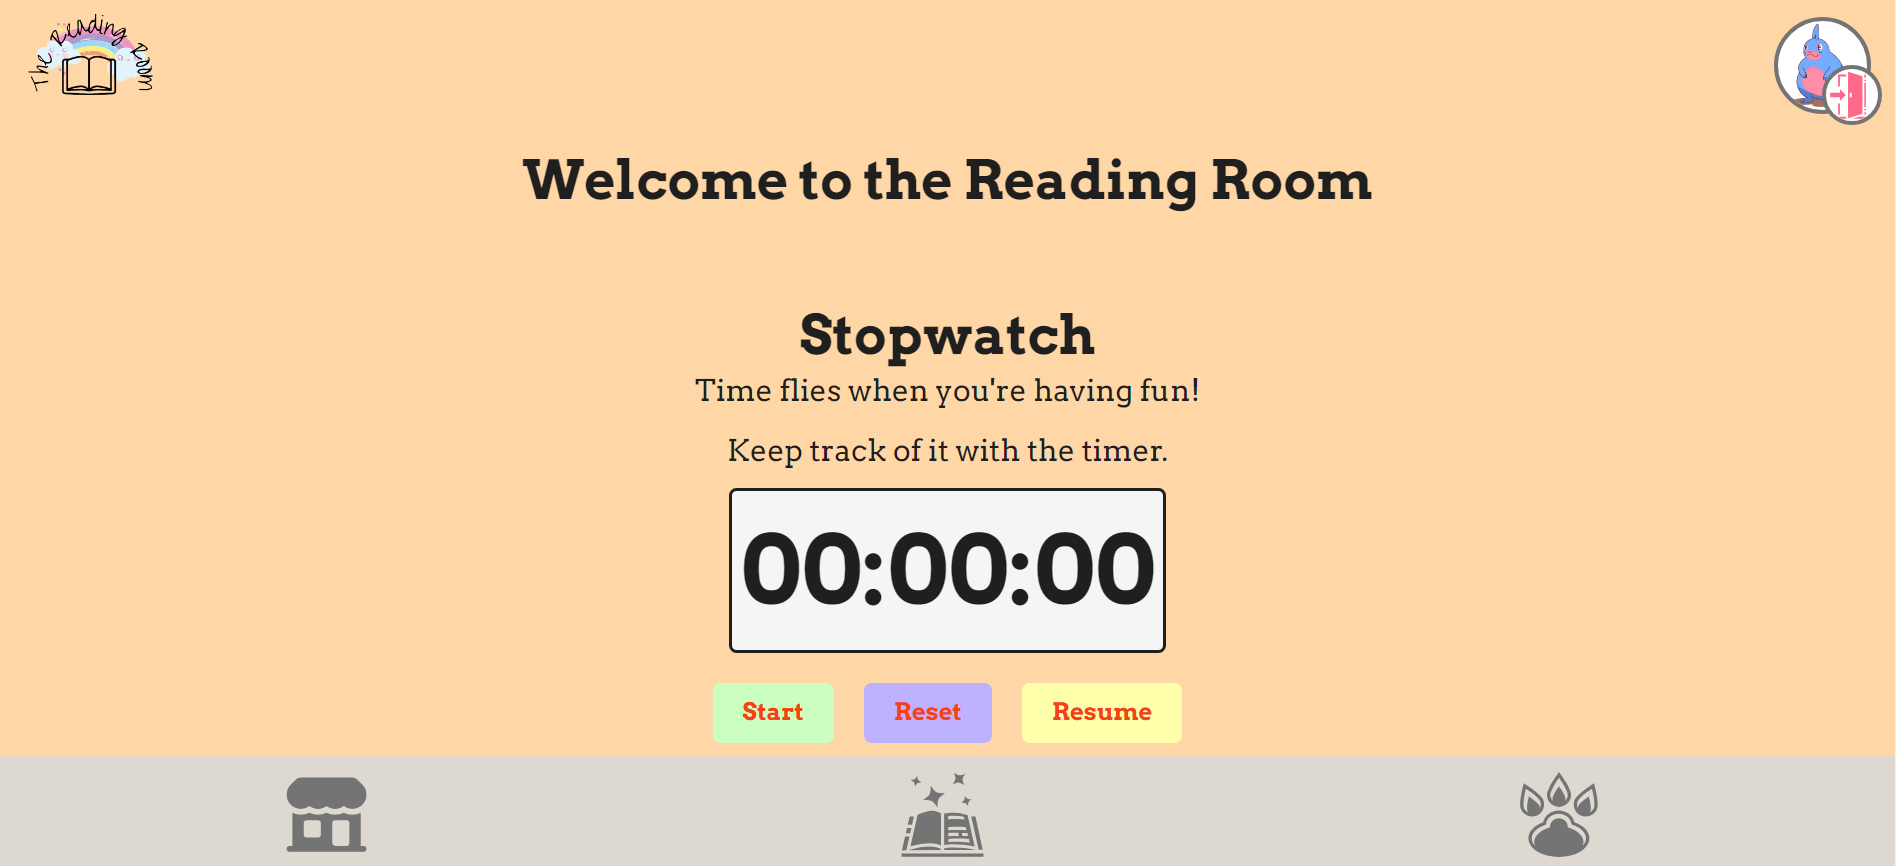 The Reading Room
Welcome to the Reading Room
Stopwatch
Time flies when you're having fun!
Keep track of it with the timer.
00:00:00
Start Reset Resume